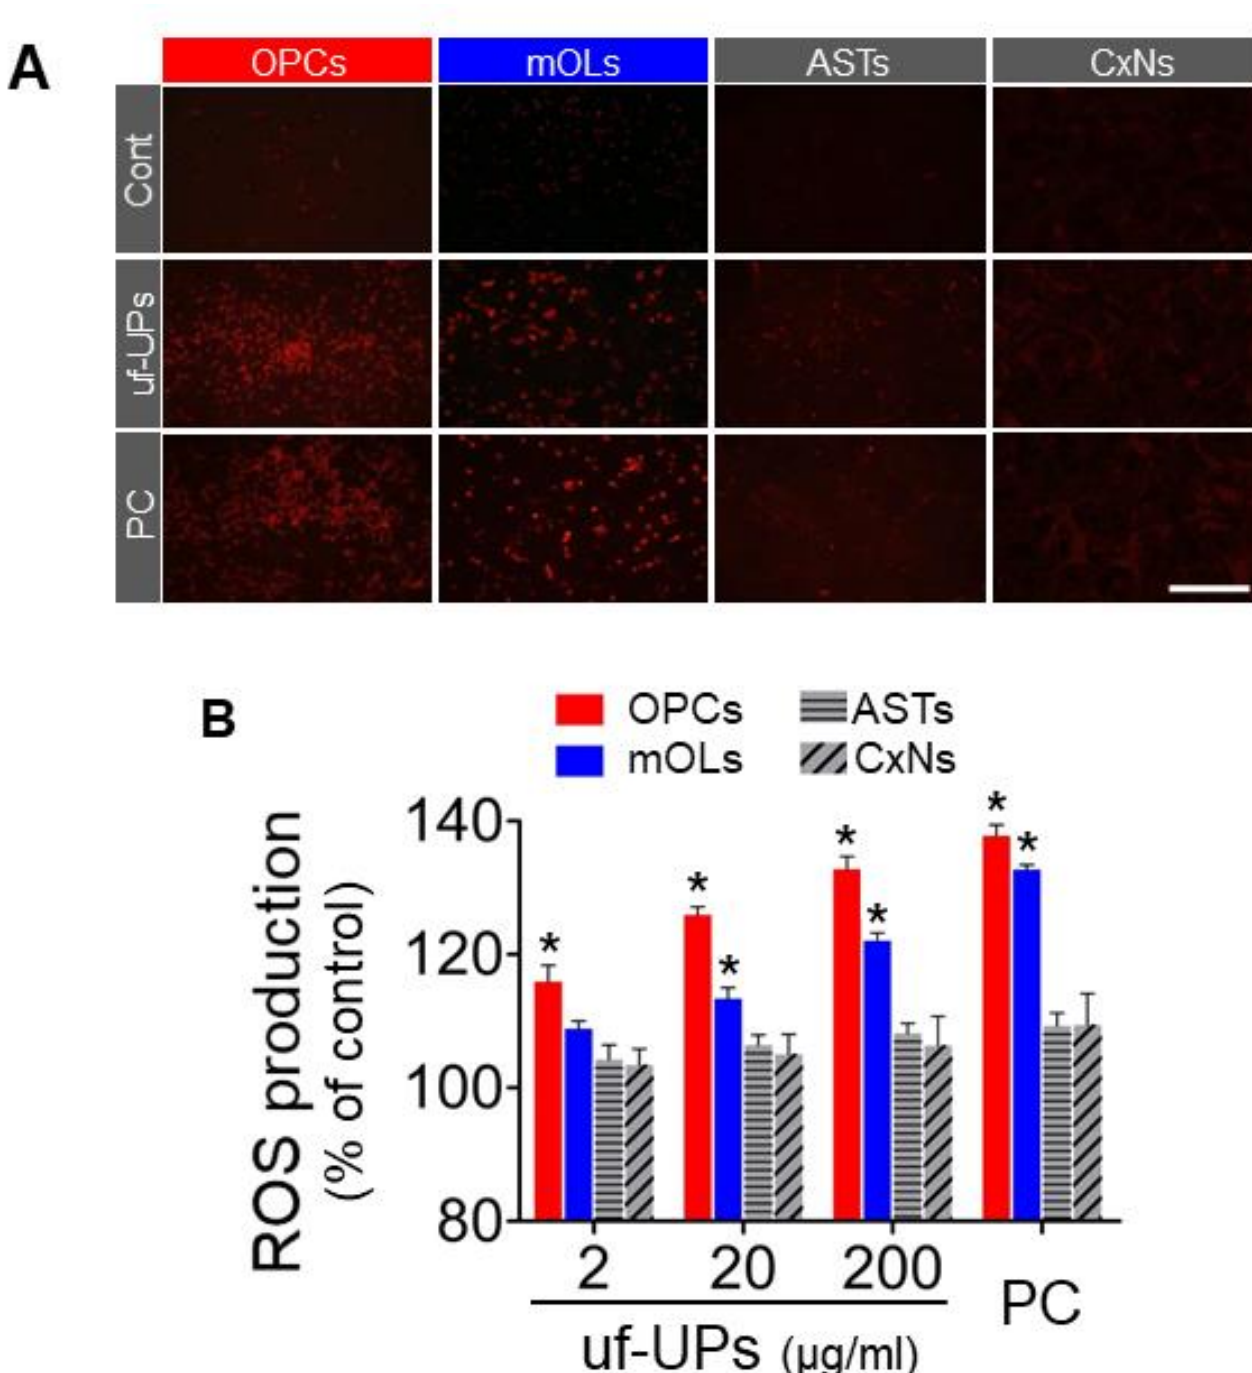 A
OPCs mOLs ASTs CxNs
Cont
uf-UPs
PC
B
OPCs ASTs
mOLs CxNs
ROS production
(% of control)
140
120
100
80
* * * * * * *
2 20 200 PC
uf-UPs (µg/ml)